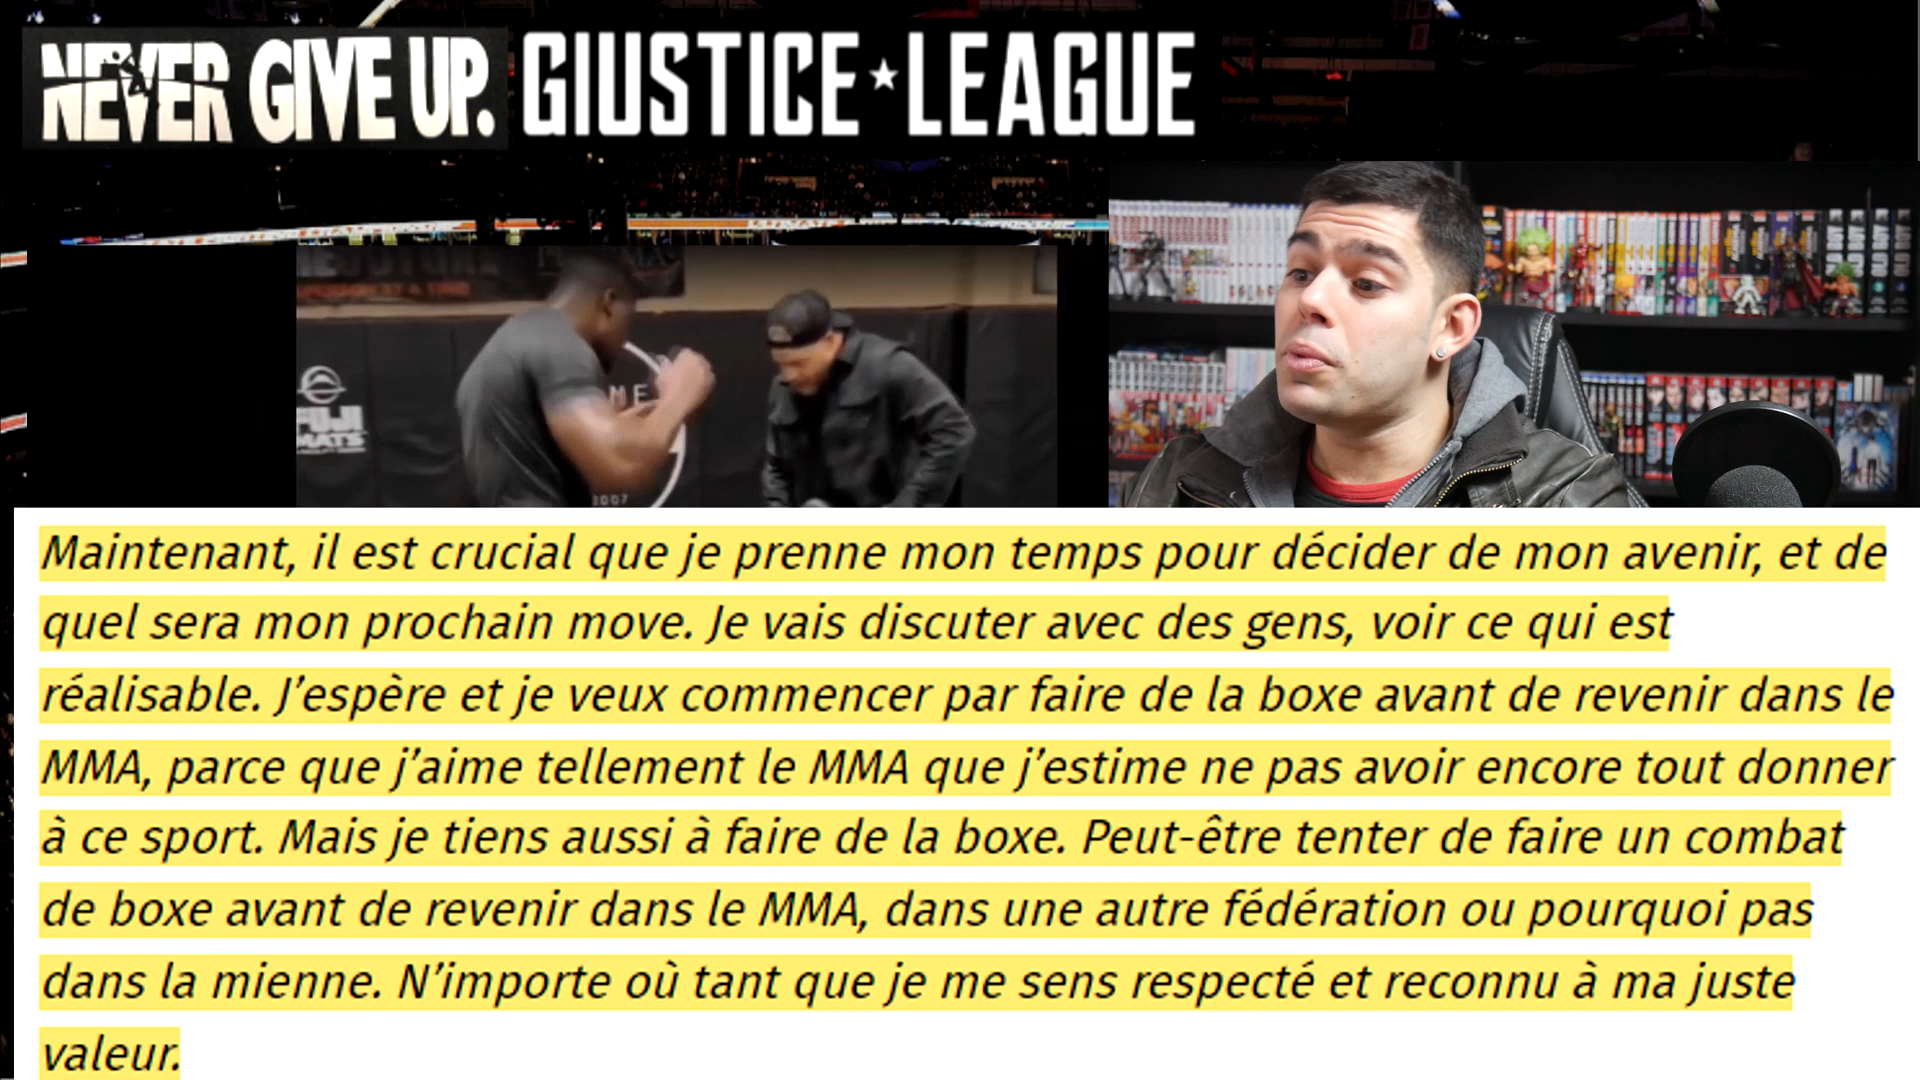 NEVER GIVE UP. GIUSTICE★LEAGUE
FUJI
MATS
ME
2007
Maintenant, il est crucial que je prenne mon temps pour décider de mon avenir, et de
quel sera mon prochain move. Je vais discuter avec des gens, voir ce qui est
réalisable. J’espère et je veux commencer par faire de la boxe avant de revenir dans le
MMA, parce que j’aime tellement le MMA que j’estime ne pas avoir encore tout donner
à ce sport. Mais je tiens aussi à faire de la boxe. Peut-être tenter de faire un combat
de boxe avant de revenir dans le MMA, dans une autre fédération ou pourquoi pas
dans la mienne. N’importe où tant que je me sens respecté et reconnu à ma juste
valeur.